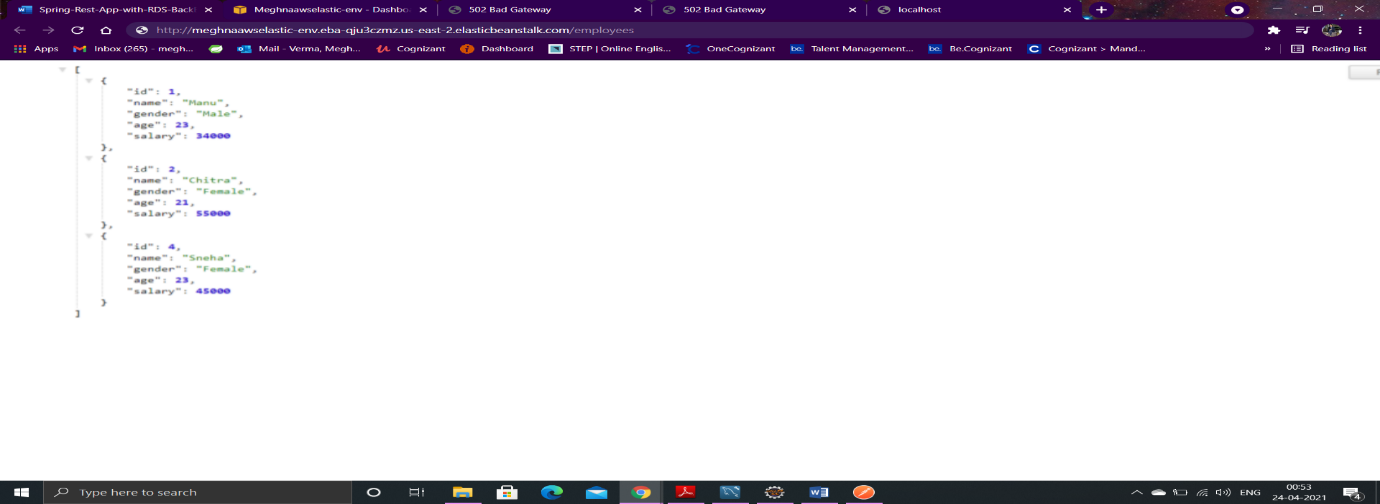 Spring-Rest-App-with-RDS-Back
Meghnaawselastic-env - Dashbo
502 Bad Gateway
502 Bad Gateway
localhost
http://meghnaawselastic-env.eba-qju3czmz.us-east-2.elasticbeanstalk.com/employees
Apps
Inbox (265) - megh...
Mail - Verma, Megh...
Cognizant
Dashboard
STEP | Online Englis...
OneCognizant
be. Talent Management...
be. Be.Cognizant
C Cognizant > Mand...
»
Reading list
[
{
"id": 1,
"name": "Manu",
"gender": "Male",
"age": 23,
"salary": 34000
},
{
"id": 2,
"name": "Chitra",
"gender": "Female",
"age": 21,
"salary": 55000
},
{
"id": 4,
"name": "Sneha",
"gender": "Female",
"age": 23,
"salary": 45000
}
]
Type here to search
ENG
00:53
24-04-2021
4